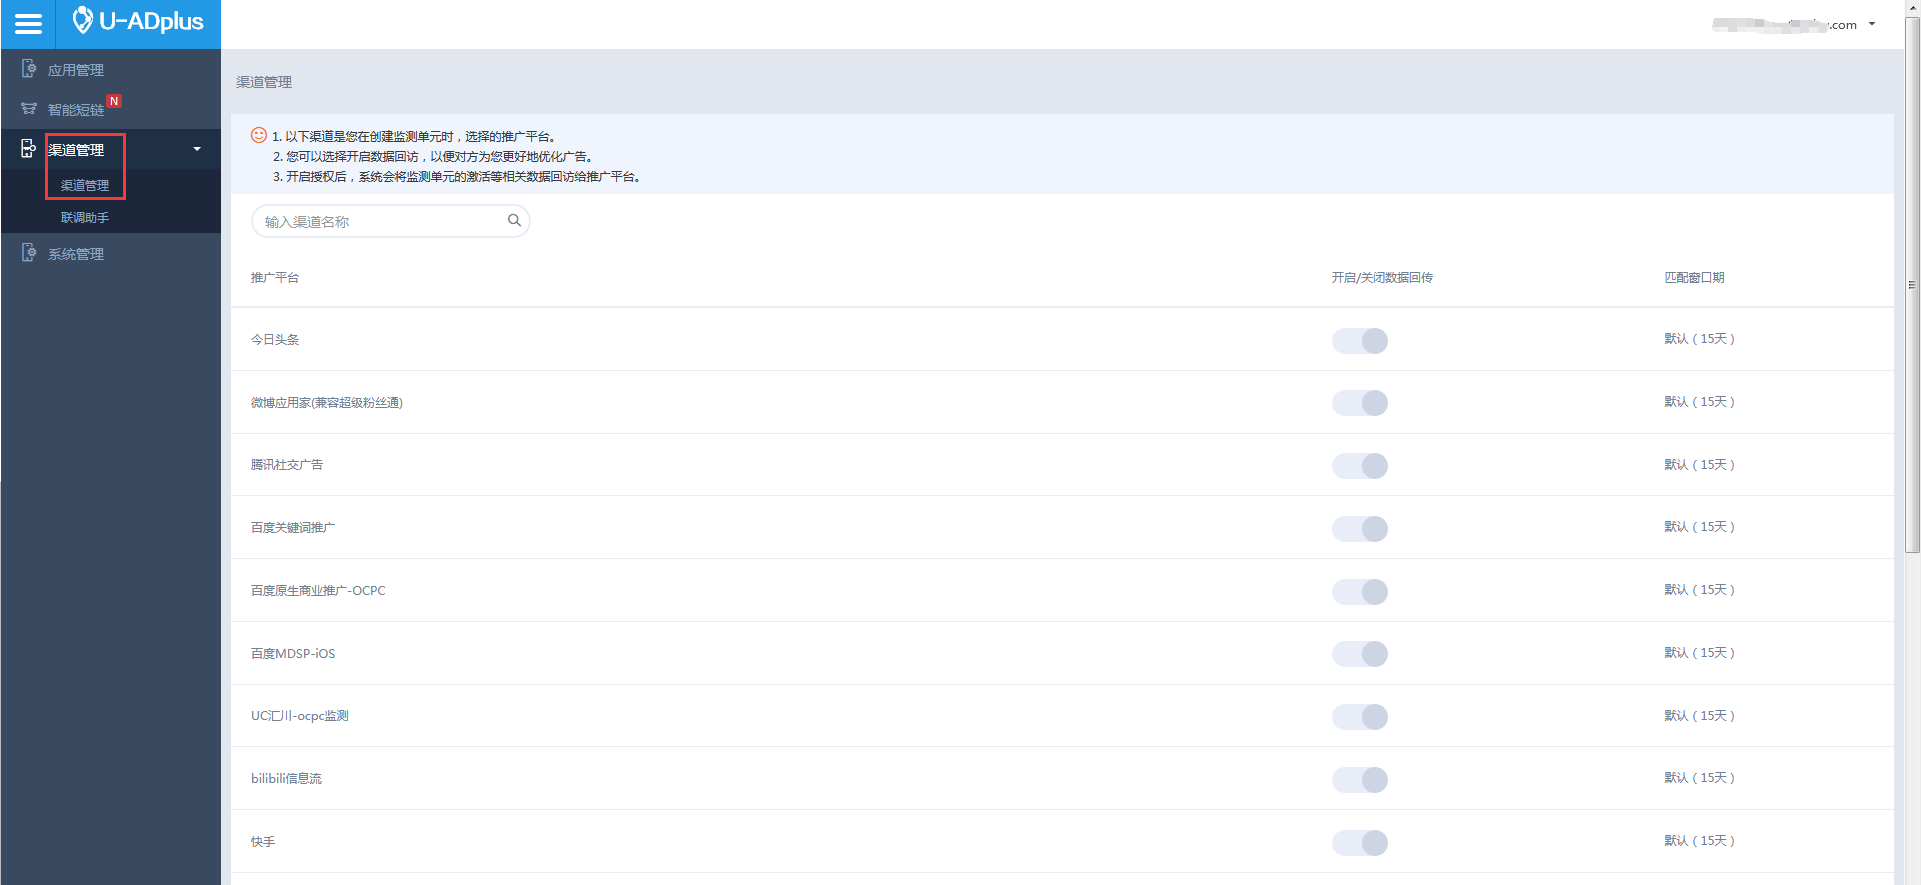 U-ADplus
.com
应用管理
智能短链 N
渠道管理
渠道管理
联调助手
系统管理
渠道管理
1. 以下渠道是您在创建监测单元时，选择的推广平台。
2. 您可以选择开启数据回访，以便对方为您更好地优化广告。
3. 开启授权后，系统会将监测单元的激活等相关数据回访给推广平台。
输入渠道名称
推广平台 开启/关闭数据回传 匹配窗口期
今日头条 默认（15天）
微博应用家(兼容超级粉丝通) 默认（15天）
腾讯社交广告 默认（15天）
百度关键词推广 默认（15天）
百度原生商业推广-OCPC 默认（15天）
百度MDSP-iOS 默认（15天）
UC汇川-ocpc监测 默认（15天）
bilibili信息流 默认（15天）
快手 默认（15天）